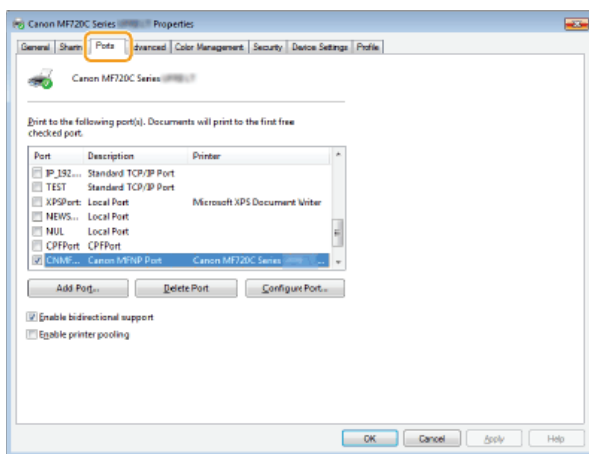 Canon MF720C Series Properties
General Sharin Ports dvanced Color Management Security Device Settings Profile
Canon MF720C Series
Print to the following port(s). Documents will print to the first free
checked port.
Port Description Printer
IP_192.... Standard TCP/IP Port
TEST Standard TCP/IP Port
XPSPort: Local Port Microsoft XPS Document Writer
NEWS... Local Port
NUL Local Port
CPFPort CPFPort
CNMF... Canon MFNP Port Canon MF720C Series ...
Add Port... Delete Port Configure Port...
Enable bidirectional support
Enable printer pooling
OK Cancel Apply Help